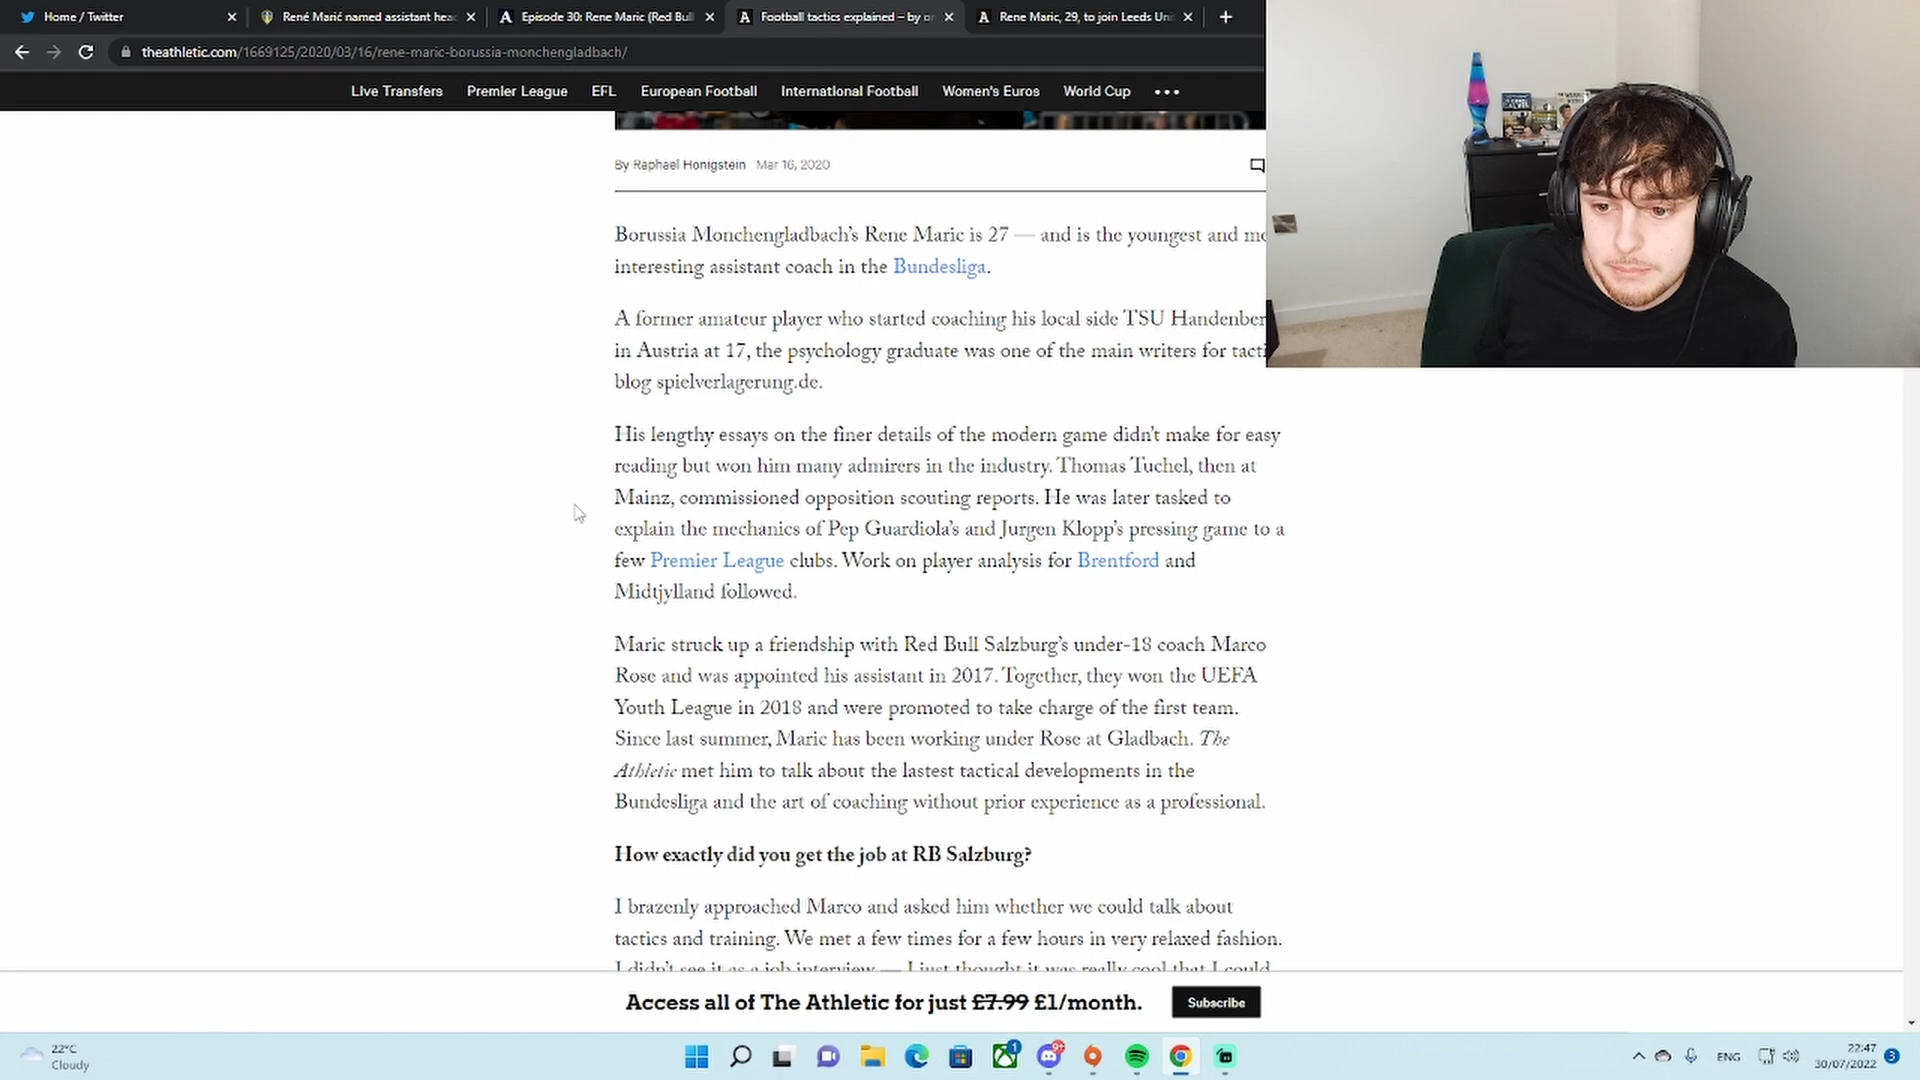 Home / Twitter
René Marić named assistant hea
Episode 30: Rene Maric (Red Bull
Football tactics explained – by
Rene Maric, 29, to join Leeds Uni
theathletic.com/1669125/2020/03/16/rene-maric-borussia-monchengladbach/
Live Transfers Premier League EFL European Football International Football Women's Euros World Cup
By Raphael Honigstein Mar 16, 2020
Borussia Monchengladbach's Rene Maric is 27 — and is the youngest and mo
interesting assistant coach in the Bundesliga.
A former amateur player who started coaching his local side TSU Handenber
in Austria at 17, the psychology graduate was one of the main writers for tacti
blog spielverlagerung.de.
His lengthy essays on the finer details of the modern game didn't make for easy
reading but won him many admirers in the industry. Thomas Tuchel, then at
Mainz, commissioned opposition scouting reports. He was later tasked to
explain the mechanics of Pep Guardiola's and Jurgen Klopp's pressing game to a
few Premier League clubs. Work on player analysis for Brentford and
Midtjylland followed.
Maric struck up a friendship with Red Bull Salzburg's under-18 coach Marco
Rose and was appointed his assistant in 2017. Together, they won the UEFA
Youth League in 2018 and were promoted to take charge of the first team.
Since last summer, Maric has been working under Rose at Gladbach. The
Athletic met him to talk about the lastest tactical developments in the
Bundesliga and the art of coaching without prior experience as a professional.
How exactly did you get the job at RB Salzburg?
I brazenly approached Marco and asked him whether we could talk about
tactics and training. We met a few times for a few hours in very relaxed fashion.
I didn't see it as a job interview — I just thought it was really cool that I could
Access all of The Athletic for just £7.99 £1/month. Subscribe
22°C
Cloudy
1
9+
ENG
22:47
30/07/2022
3